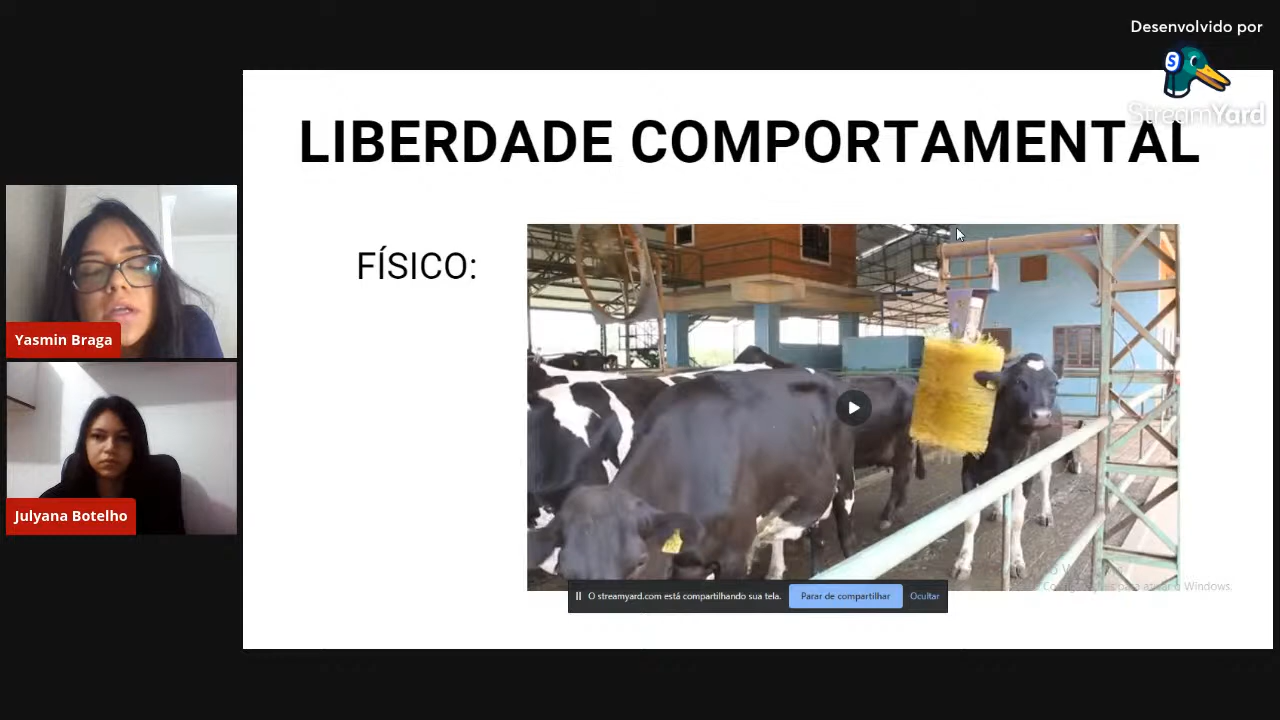 Desenvolvido por
StreamYard
LIBERDADE COMPORTAMENTAL
FÍSICO:
Yasmin Braga
Julyana Botelho
O streamyard.com está compartilhando sua tela.
Parar de compartilhar
Ocultar
Windows.